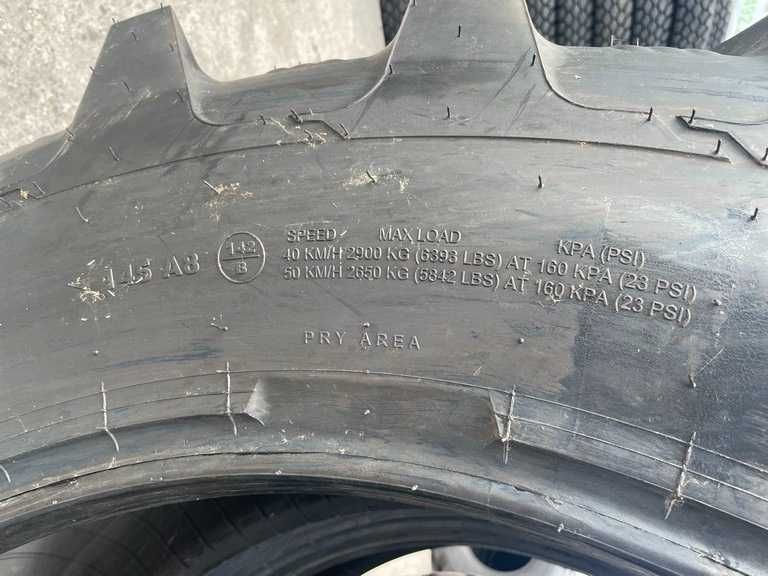 145 A8
142
B
SPEED MAX LOAD KPA (PSI)
40 KM/H 2900 KG (6393 LBS) AT 160 KPA (23 PSI)
50 KM/H 2650 KG (5842 LBS) AT 160 KPA (23 PSI)
PRY AREA